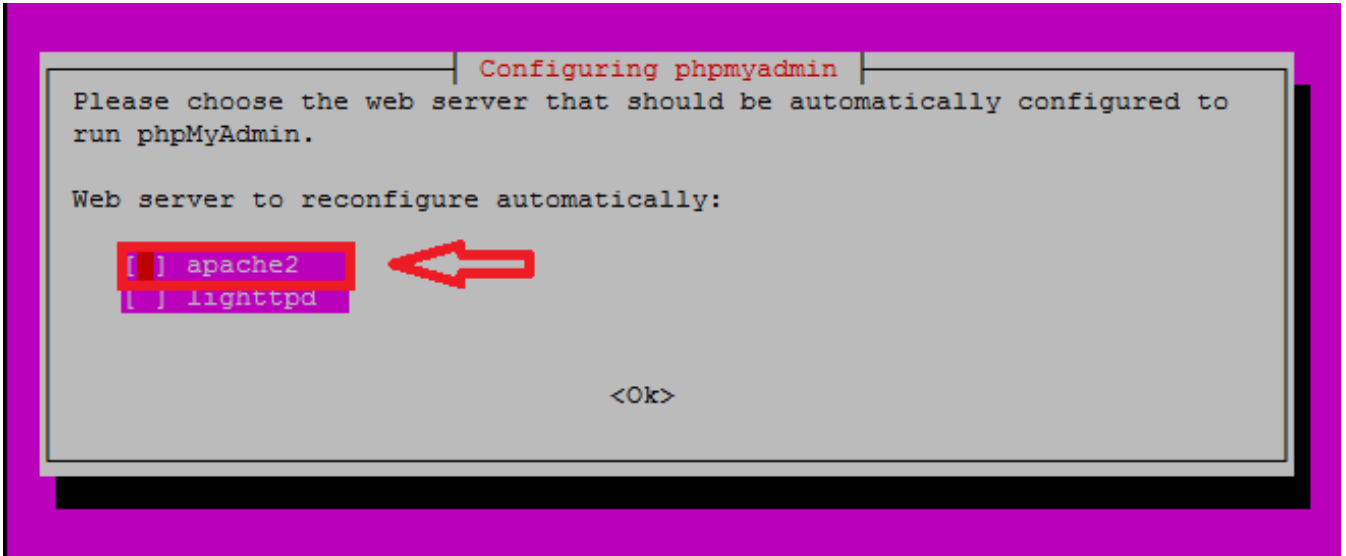 Configuring phpmyadmin
Please choose the web server that should be automatically configured to
run phpMyAdmin.
Web server to reconfigure automatically:
[ ] apache2
[ ] lighttpd
<Ok>